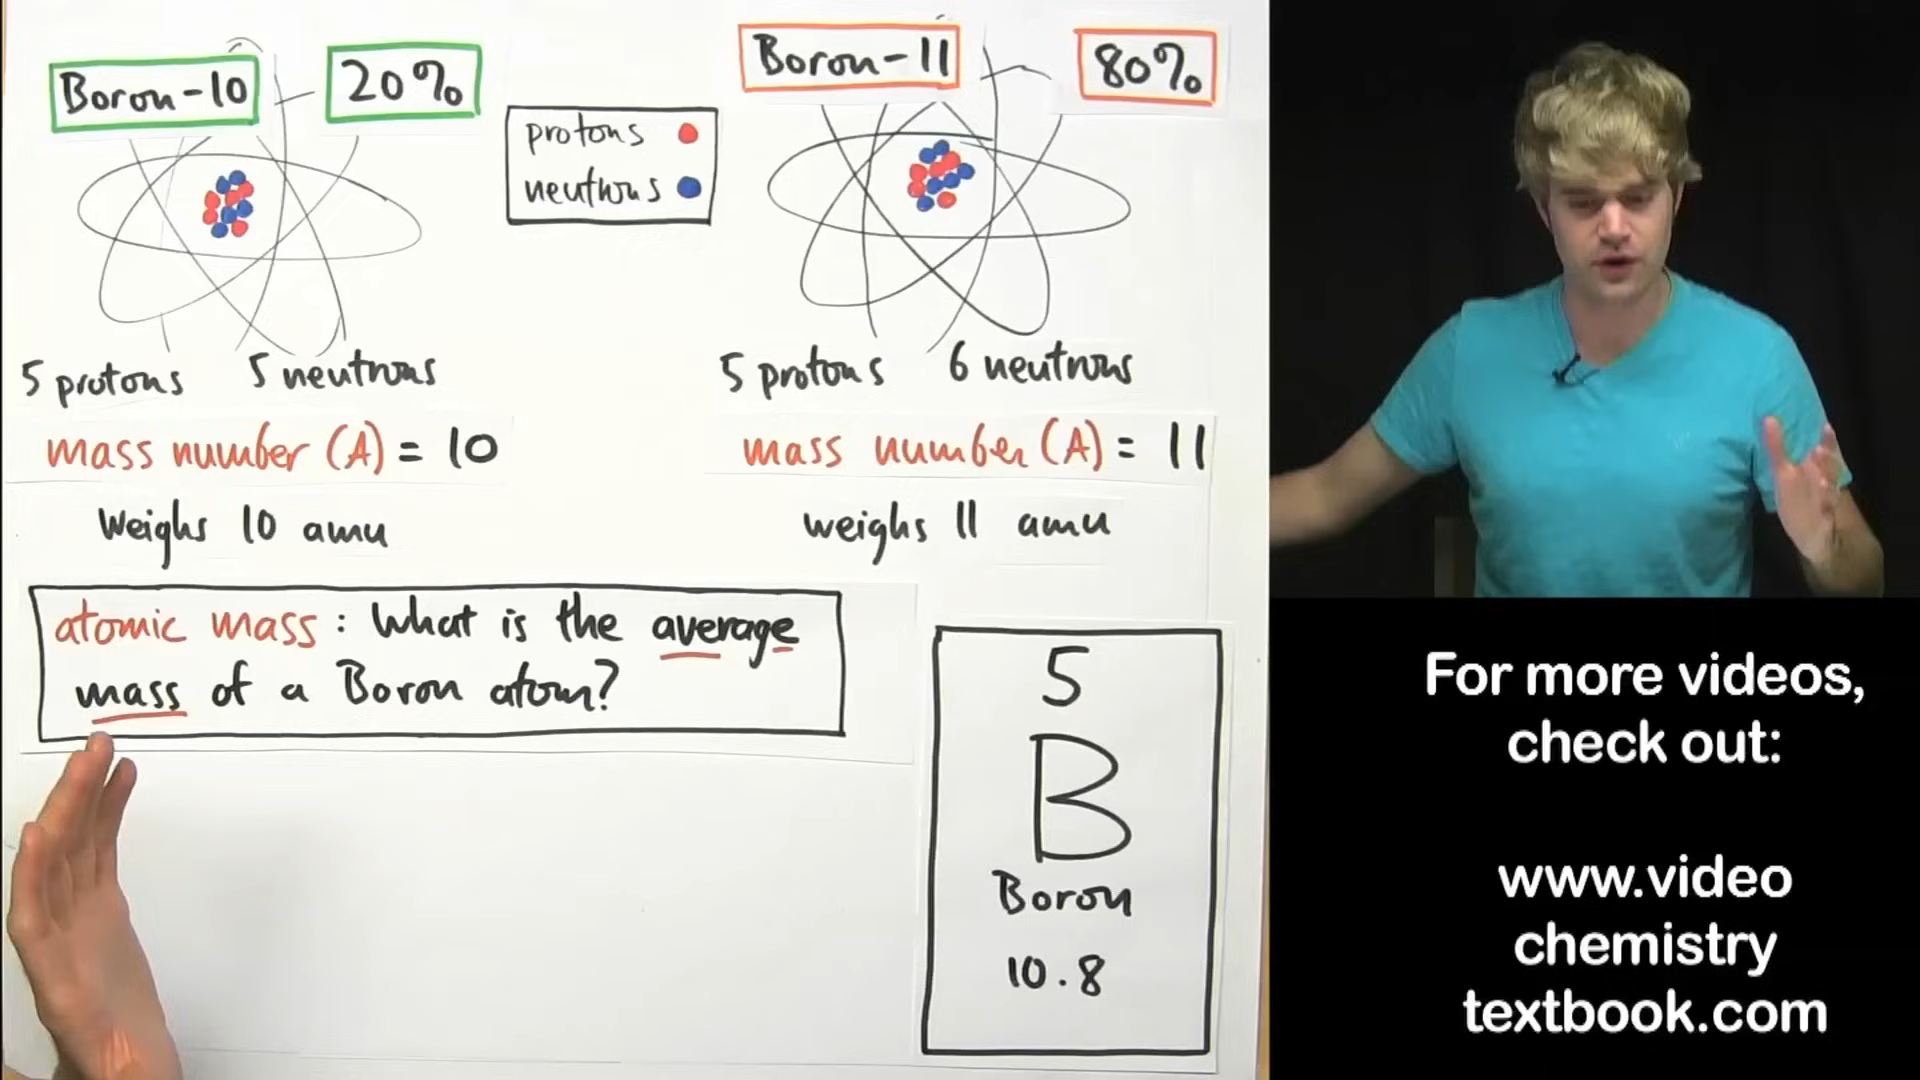 Boron-10
20%
protons
neutrons
Boron-11
80%
5 protons 5 neutrons
mass number (A) = 10
Weighs 10 amu
5 protons 6 neutrons
mass number (A) = 11
weighs 11 amu
atomic mass: What is the average
mass of a Boron atom?
5
B
Boron
10.8
For more videos,
check out:
www.video
chemistry
textbook.com